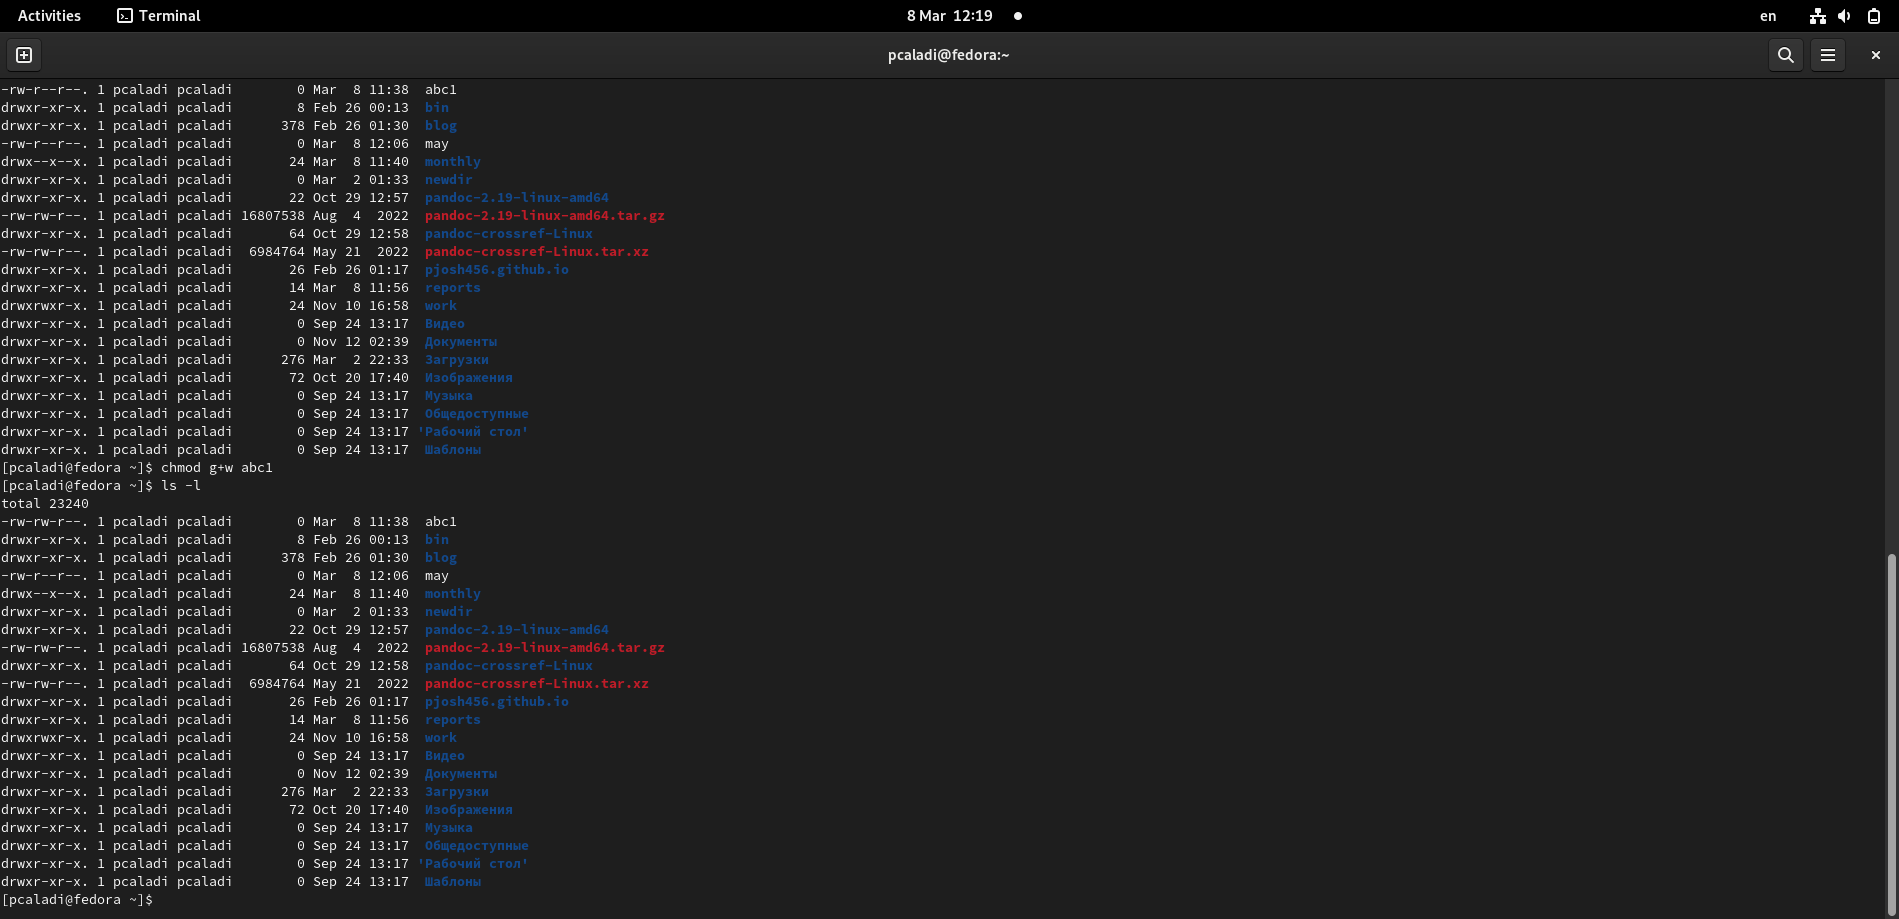 Activities Terminal 8 Mar 12:19 en
pcaladi@fedora:~
-rw-r--r--. 1 pcaladi pcaladi        0 Mar  8 11:38  abc1
drwxr-xr-x. 1 pcaladi pcaladi        8 Feb 26 00:13  bin
drwxr-xr-x. 1 pcaladi pcaladi      378 Feb 26 01:30  blog
-rw-r--r--. 1 pcaladi pcaladi        0 Mar  8 12:06  may
drwx--x--x. 1 pcaladi pcaladi       24 Mar  8 11:40  monthly
drwxr-xr-x. 1 pcaladi pcaladi        0 Mar  2 01:33  newdir
drwxr-xr-x. 1 pcaladi pcaladi       22 Oct 29 12:57  pandoc-2.19-linux-amd64
-rw-rw-r--. 1 pcaladi pcaladi 16807538 Aug  4  2022  pandoc-2.19-linux-amd64.tar.gz
drwxr-xr-x. 1 pcaladi pcaladi       64 Oct 29 12:58  pandoc-crossref-Linux
-rw-rw-r--. 1 pcaladi pcaladi  6984764 May 21  2022  pandoc-crossref-Linux.tar.xz
drwxr-xr-x. 1 pcaladi pcaladi       26 Feb 26 01:17  pjosh456.github.io
drwxr-xr-x. 1 pcaladi pcaladi       14 Mar  8 11:56  reports
drwxrwxr-x. 1 pcaladi pcaladi       24 Nov 10 16:58  work
drwxr-xr-x. 1 pcaladi pcaladi        0 Sep 24 13:17  Видео
drwxr-xr-x. 1 pcaladi pcaladi        0 Nov 12 02:39  Документы
drwxr-xr-x. 1 pcaladi pcaladi      276 Mar  2 22:33  Загрузки
drwxr-xr-x. 1 pcaladi pcaladi       72 Oct 20 17:40  Изображения
drwxr-xr-x. 1 pcaladi pcaladi        0 Sep 24 13:17  Музыка
drwxr-xr-x. 1 pcaladi pcaladi        0 Sep 24 13:17  Общедоступные
drwxr-xr-x. 1 pcaladi pcaladi        0 Sep 24 13:17 'Рабочий стол'
drwxr-xr-x. 1 pcaladi pcaladi        0 Sep 24 13:17  Шаблоны
[pcaladi@fedora ~]$ chmod g+w abc1
[pcaladi@fedora ~]$ ls -l
total 23240
-rw-rw-r--. 1 pcaladi pcaladi        0 Mar  8 11:38  abc1
drwxr-xr-x. 1 pcaladi pcaladi        8 Feb 26 00:13  bin
drwxr-xr-x. 1 pcaladi pcaladi      378 Feb 26 01:30  blog
-rw-r--r--. 1 pcaladi pcaladi        0 Mar  8 12:06  may
drwx--x--x. 1 pcaladi pcaladi       24 Mar  8 11:40  monthly
drwxr-xr-x. 1 pcaladi pcaladi        0 Mar  2 01:33  newdir
drwxr-xr-x. 1 pcaladi pcaladi       22 Oct 29 12:57  pandoc-2.19-linux-amd64
-rw-rw-r--. 1 pcaladi pcaladi 16807538 Aug  4  2022  pandoc-2.19-linux-amd64.tar.gz
drwxr-xr-x. 1 pcaladi pcaladi       64 Oct 29 12:58  pandoc-crossref-Linux
-rw-rw-r--. 1 pcaladi pcaladi  6984764 May 21  2022  pandoc-crossref-Linux.tar.xz
drwxr-xr-x. 1 pcaladi pcaladi       26 Feb 26 01:17  pjosh456.github.io
drwxr-xr-x. 1 pcaladi pcaladi       14 Mar  8 11:56  reports
drwxrwxr-x. 1 pcaladi pcaladi       24 Nov 10 16:58  work
drwxr-xr-x. 1 pcaladi pcaladi        0 Sep 24 13:17  Видео
drwxr-xr-x. 1 pcaladi pcaladi        0 Nov 12 02:39  Документы
drwxr-xr-x. 1 pcaladi pcaladi      276 Mar  2 22:33  Загрузки
drwxr-xr-x. 1 pcaladi pcaladi       72 Oct 20 17:40  Изображения
drwxr-xr-x. 1 pcaladi pcaladi        0 Sep 24 13:17  Музыка
drwxr-xr-x. 1 pcaladi pcaladi        0 Sep 24 13:17  Общедоступные
drwxr-xr-x. 1 pcaladi pcaladi        0 Sep 24 13:17 'Рабочий стол'
drwxr-xr-x. 1 pcaladi pcaladi        0 Sep 24 13:17  Шаблоны
[pcaladi@fedora ~]$